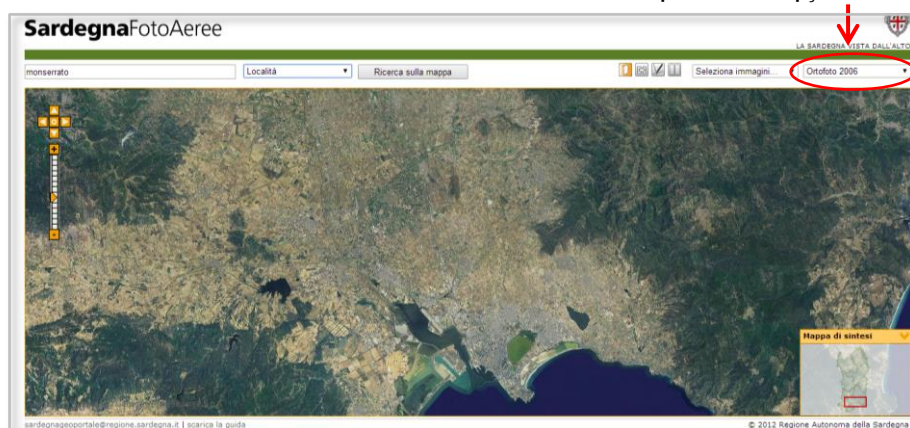 SardegnaFotoAeree
LA SARDEGNA VISTA DALL'ALTO
monserrato
Località
Ricerca sulla mappa
Seleziona immagini...
Ortofoto 2006
Mappa di sintesi
sardegnageoportale@regione.sardegna.it | scarica la guida
© 2012 Regione Autonoma della Sardegna